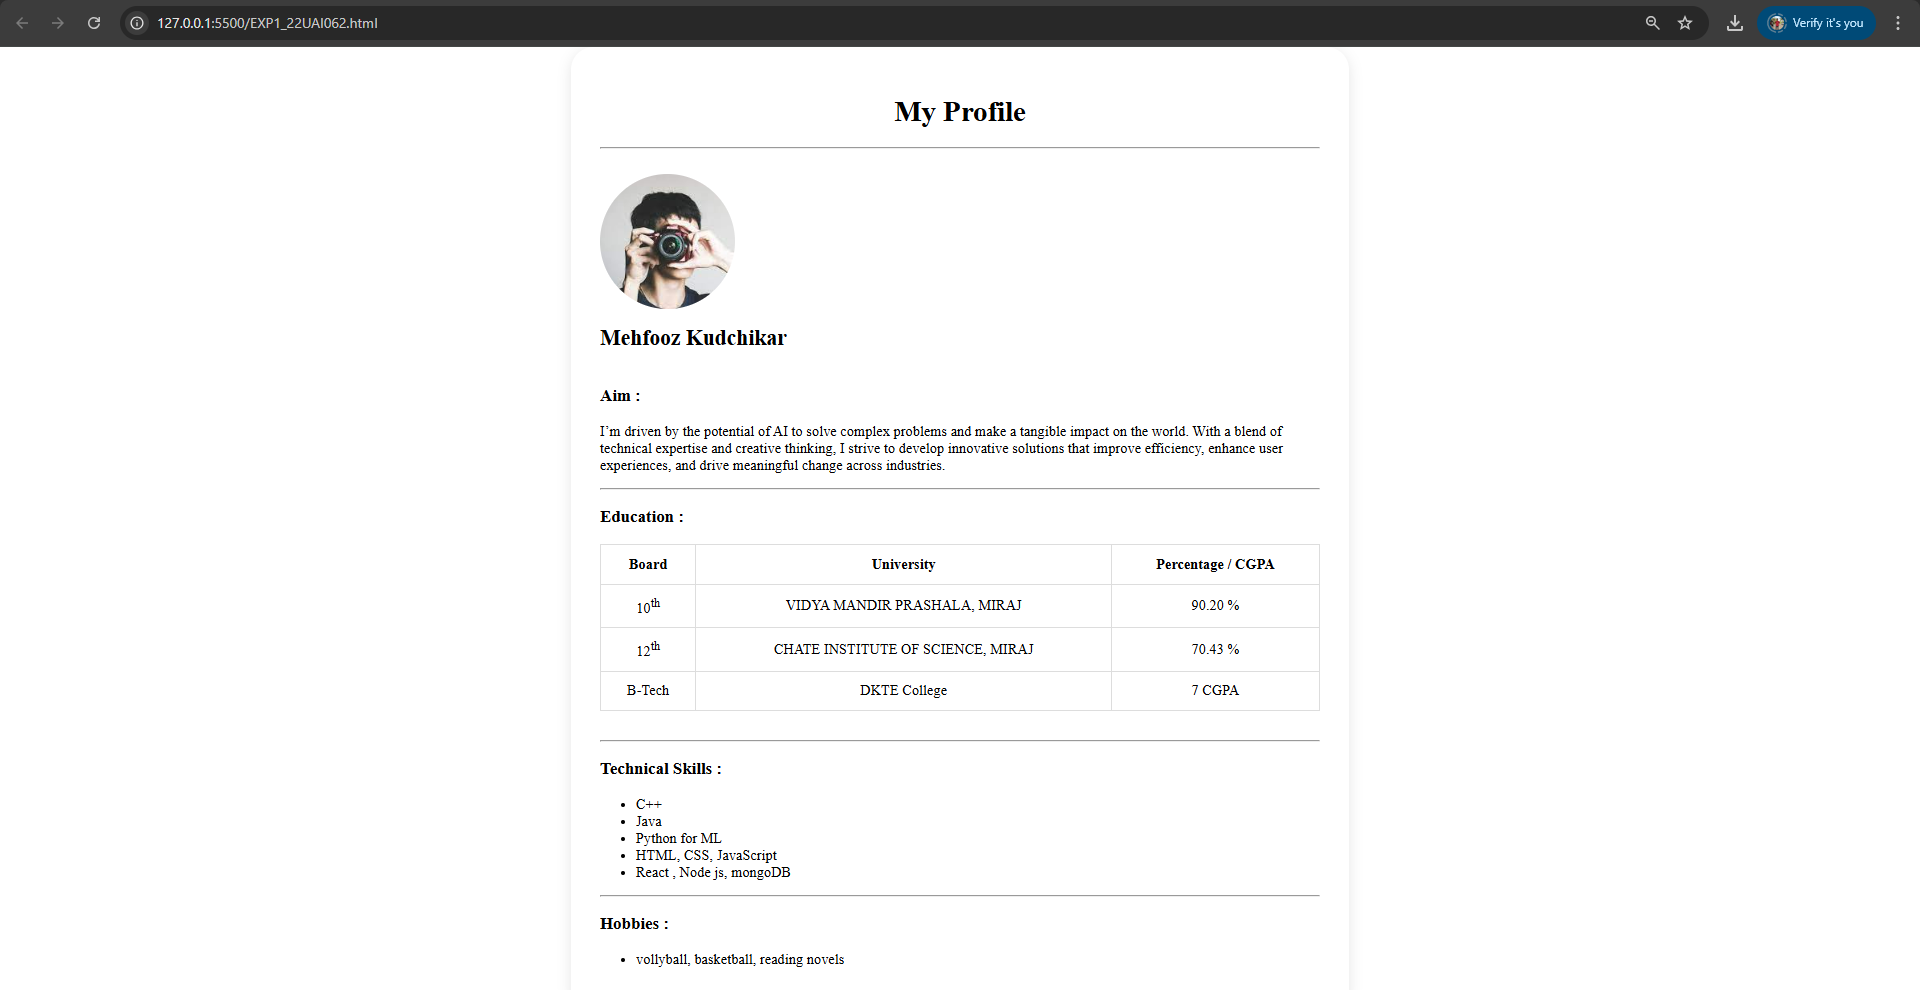 127.0.0.1:5500/EXP1_22UAI062.html
Verify it's you
My Profile
Mehfooz Kudchikar
Aim :
I’m driven by the potential of AI to solve complex problems and make a tangible impact on the world. With a blend of
technical expertise and creative thinking, I strive to develop innovative solutions that improve efficiency, enhance user
experiences, and drive meaningful change across industries.
Education :
Board University Percentage / CGPA
10th VIDYA MANDIR PRASHALA, MIRAJ 90.20 %
12th CHATE INSTITUTE OF SCIENCE, MIRAJ 70.43 %
B-Tech DKTE College 7 CGPA
Technical Skills :
• C++
• Java
• Python for ML
• HTML, CSS, JavaScript
• React , Node js, mongoDB
Hobbies :
• vollyball, basketball, reading novels